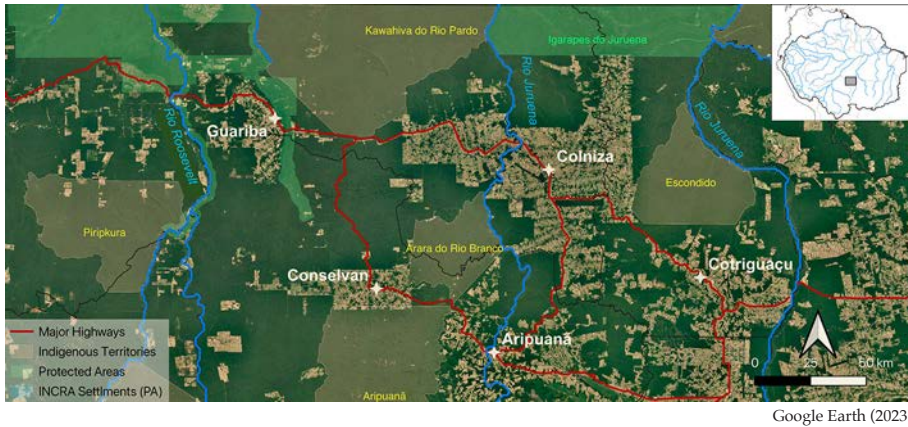 Kawahiva do Rio Pardo
Igarapes do Juruena
Rio Juruena
Rio Juruena
Rio Roosevelt
Guariba
Colniza
Escondido
Piripkura
Arara do Rio Branco
Conselvan
Cotriguaçu
Aripuanã
Aripuanã
Major Highways
Indigenous Territories
Protected Areas
INCRA Settlments (PA)
0 25 50 km
Google Earth (2023